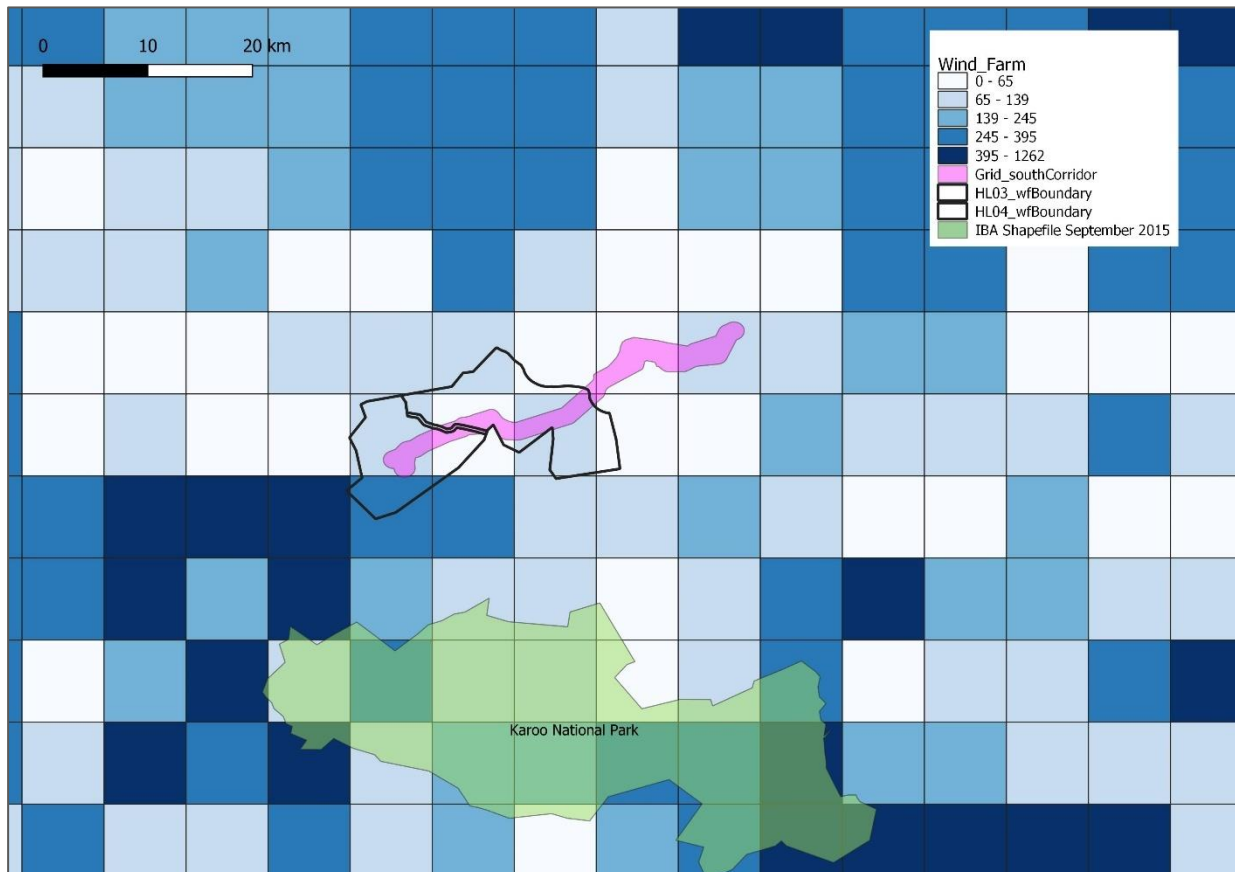 0 10 20 km
Wind_Farm
0 - 65
65 - 139
139 - 245
245 - 395
395 - 1262
Grid_southCorridor
HL03_wfBoundary
HL04_wfBoundary
IBA Shapefile September 2015
Karoo National Park